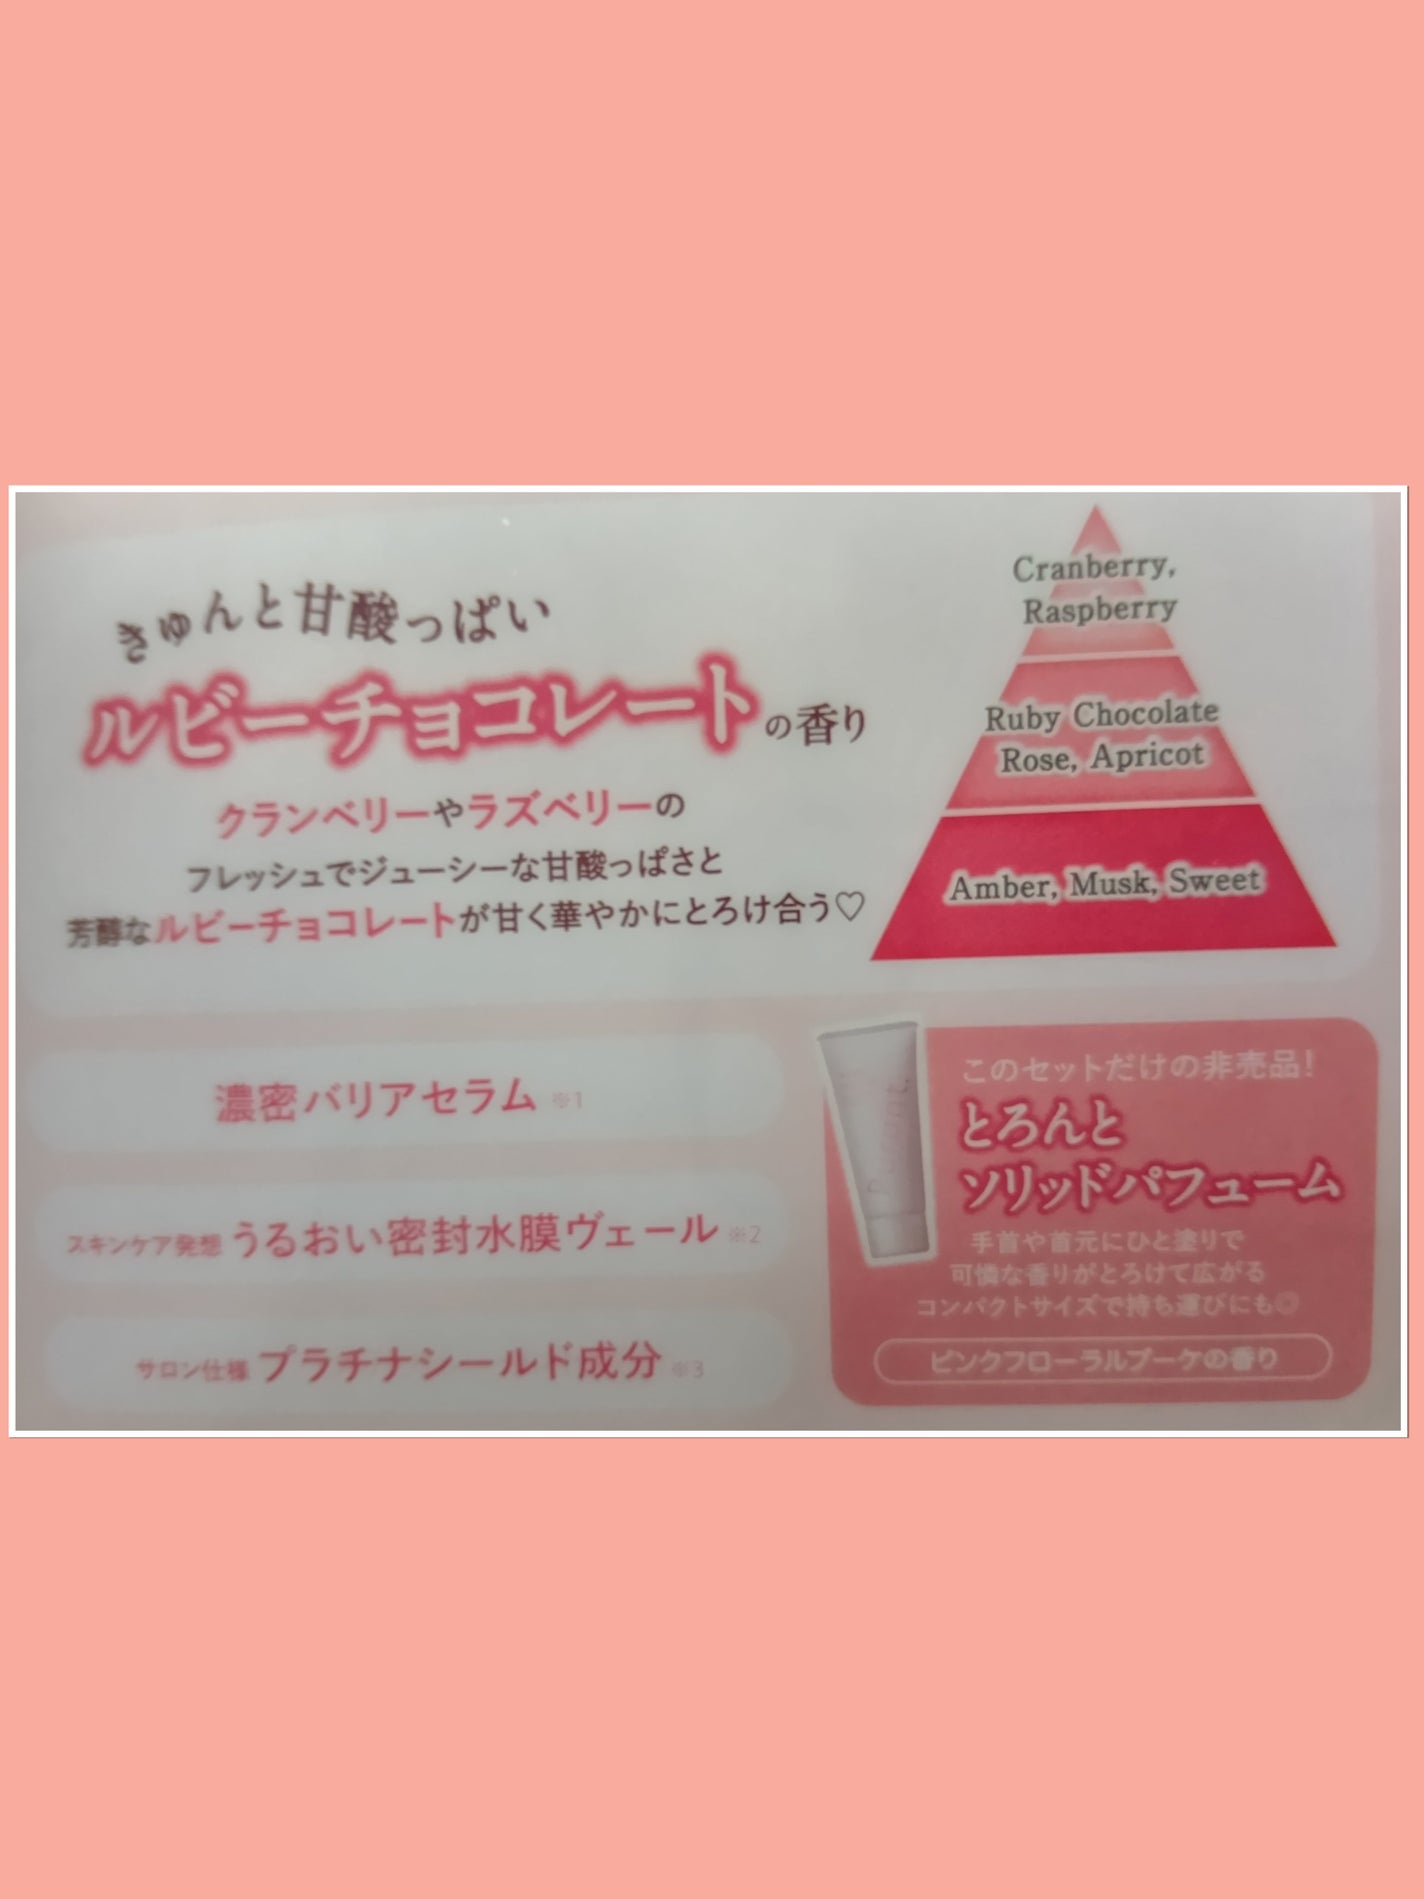 きゅんと甘酸っぱい
ルビーチョコレートの香り
クランベリーやラズベリーの
フレッシュでジューシーな甘酸っぱさと
芳醇なルビーチョコレートが甘く華やかにとろけ合う♡
Cranberry,
Raspberry
Ruby Chocolate
Rose, Apricot
Amber, Musk, Sweet
濃密バリアセラム ※1
スキンケア発想 うるおい密封水膜ヴェール ※2
サロン仕様 プラチナシールド成分 ※3
このセットだけの非売品!
とろんと
ソリッドパフューム
手首や首元にひと塗りで
可憐な香りがとろけて広がる
コンパクトサイズで持ち運びにも◎
ピンクフローラルブーケの香り